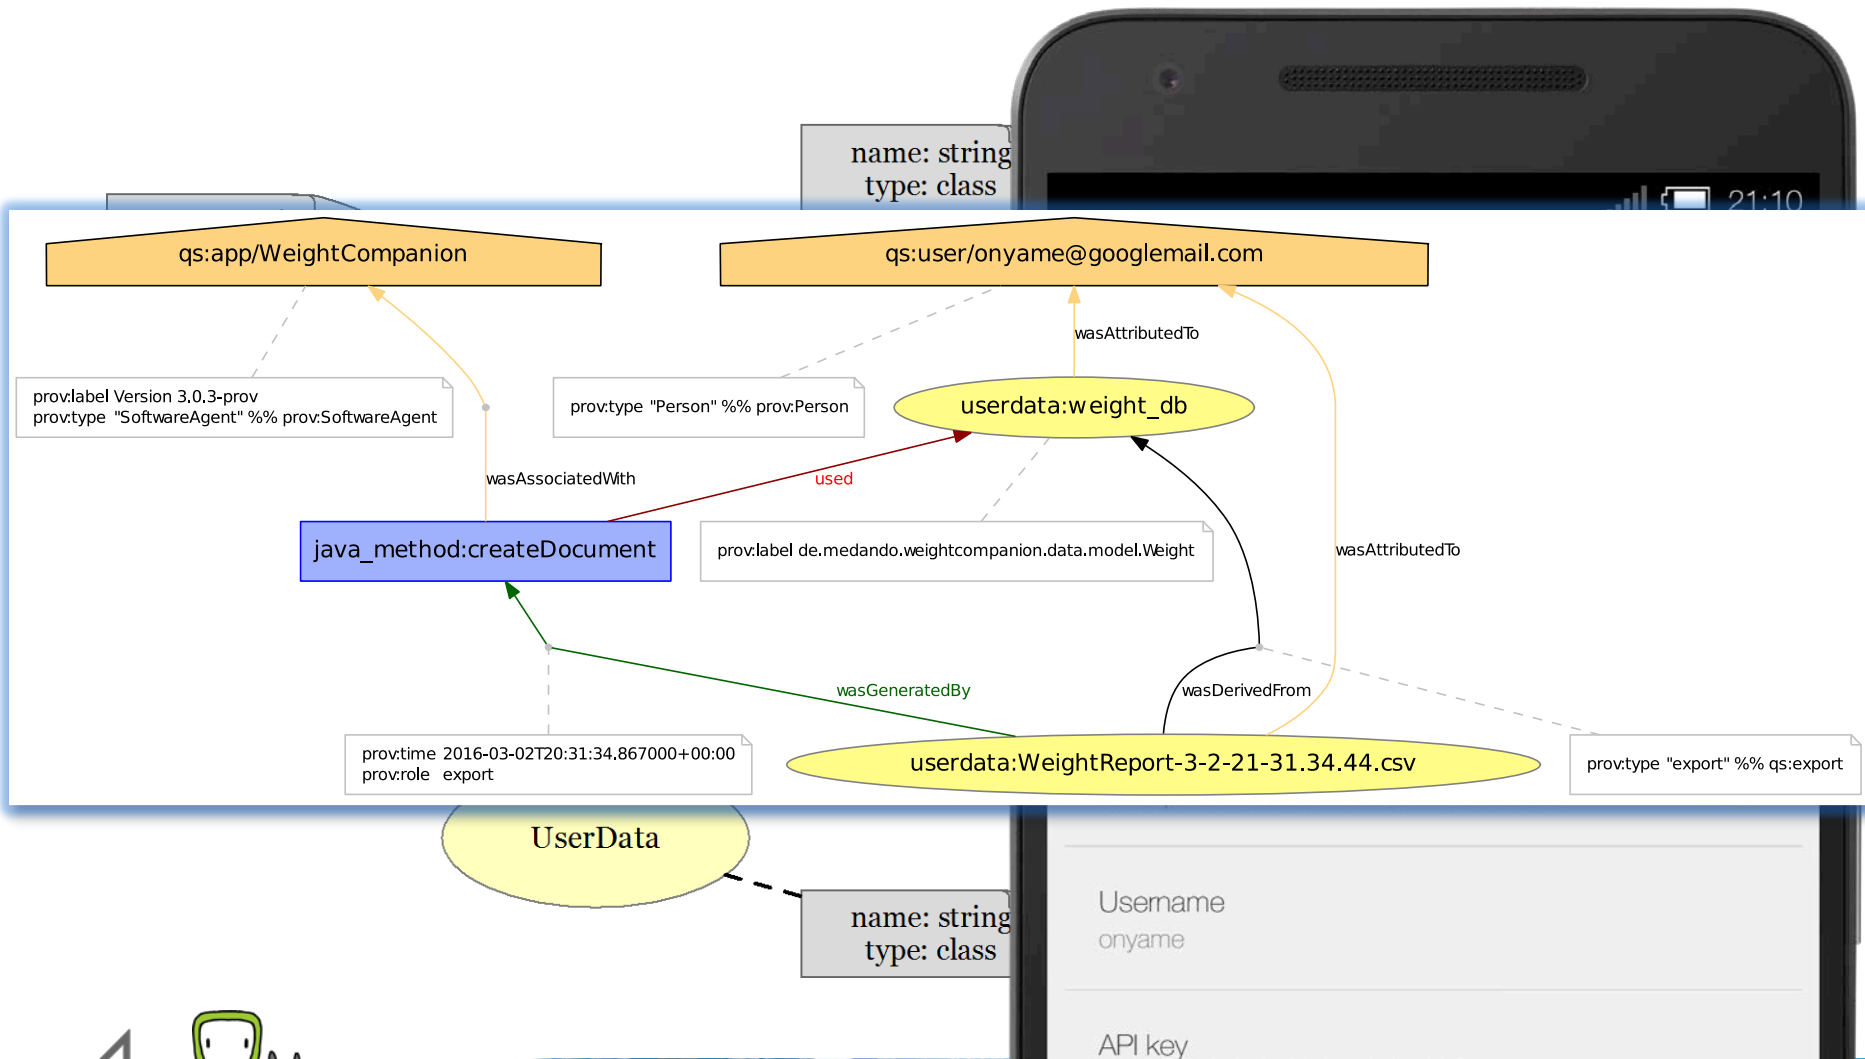 name: string
type: class
21:10
qs:app/WeightCompanion
qs:user/onyame@googlemail.com
wasAttributedTo
prov:label Version 3.0.3-prov
prov:type "SoftwareAgent" %% prov:SoftwareAgent
prov:type "Person" %% prov:Person
userdata:weight_db
wasAssociatedWith
used
java_method:createDocument
prov:label de.medando.weightcompanion.data.model.Weight
wasAttributedTo
wasGeneratedBy
wasDerivedFrom
prov:time 2016-03-02T20:31:34.867000+00:00
prov:role export
userdata:WeightReport-3-2-21-31.34.44.csv
prov:type "export" %% qs:export
UserData
name: string
type: class
Username
onyame
API key